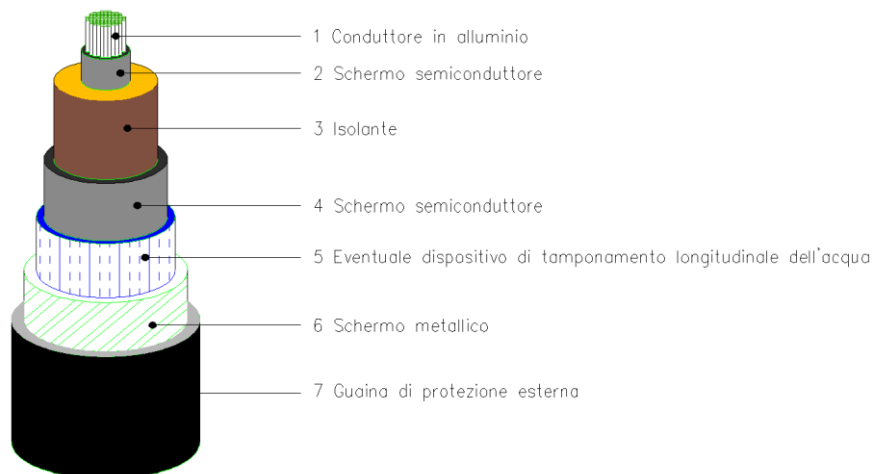 1 Conduttore in alluminio
2 Schermo semiconduttore
3 Isolante
4 Schermo semiconduttore
5 Eventuale dispositivo di tamponamento longitudinale dell'acqua
6 Schermo metallico
7 Guaina di protezione esterna